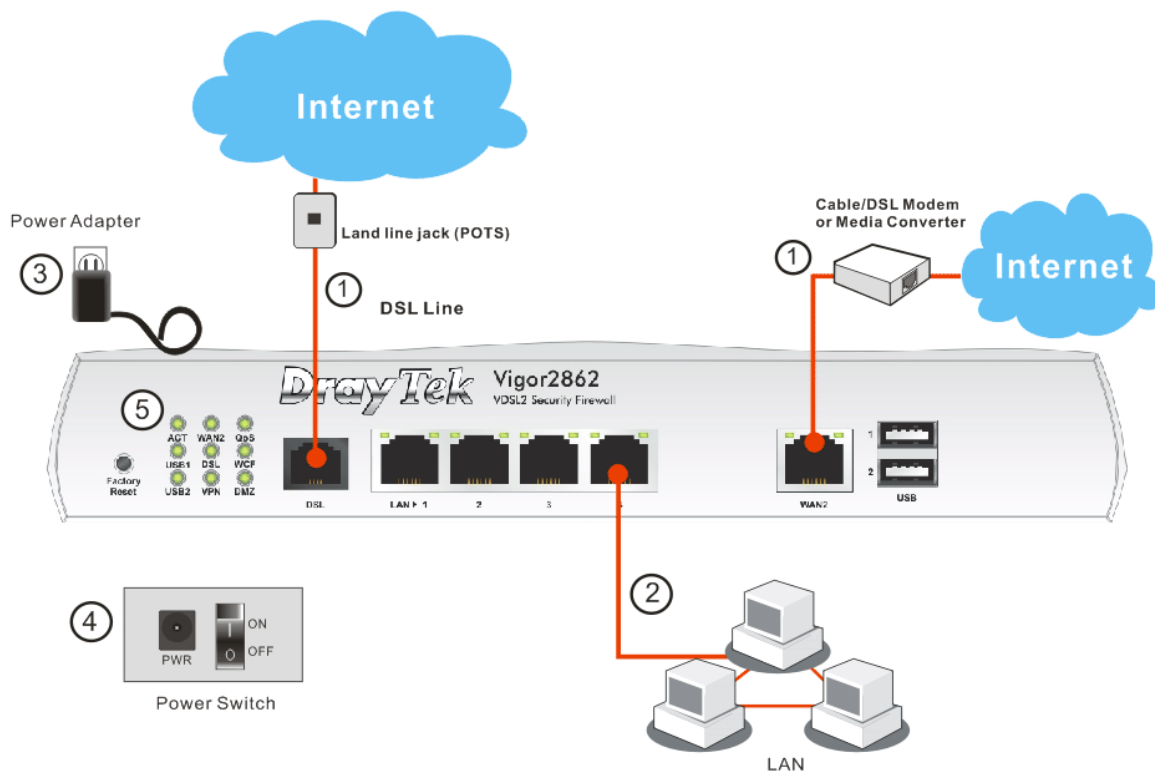 Internet
Power Adapter
3
Land line jack (POTS)
1
DSL Line
Cable/DSL Modem
or Media Converter
1
Internet
DrayTek
Vigor2862
VDSL2 Security Firewall
5
ACT WAN2 QoS
USB1 DSL WCF
USB2 VPN DMZ
Factory
Reset
DSL
LAN 1 2 3
WAN2
1
2
USB
4
PWR
ON
OFF
Power Switch
2
LAN